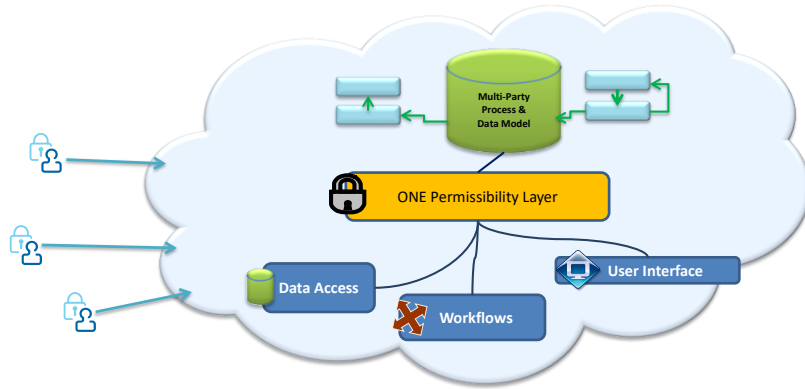 Multi-Party
Process &
Data Model
ONE Permissibility Layer
User Interface
Data Access
Workflows